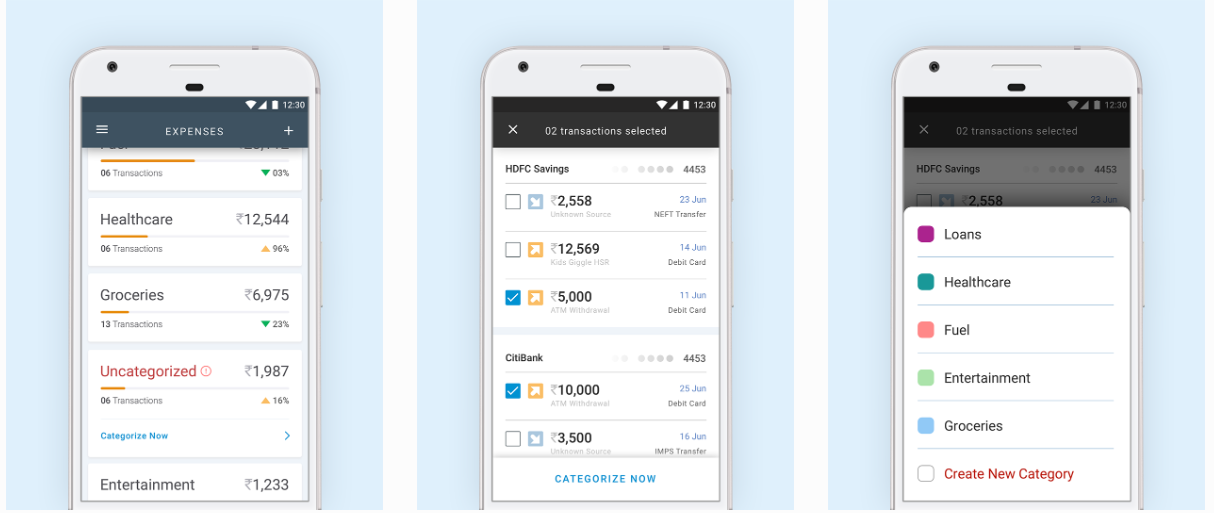 12:30
EXPENSES +
06 Transactions ▼ 03%
Healthcare ₹12,544
06 Transactions ▲ 96%
Groceries ₹6,975
13 Transactions ▼ 23%
Uncategorized ₹1,987
06 Transactions ▲ 16%
Categorize Now >
Entertainment ₹1,233
12:30
× 02 transactions selected
HDFC Savings 4453
₹2,558 23 Jun
Unknown Source NEFT Transfer
₹12,569 14 Jun
Kids Giggle HSR Debit Card
₹5,000 11 Jun
ATM Withdrawal Debit Card
CitiBank 4453
₹10,000 25 Jun
ATM Withdrawal Debit Card
₹3,500 16 Jun
Unknown Source IMPS Transfer
CATEGORIZE NOW
12:30
× 02 transactions selected
HDFC Savings 4453
₹2,558 23 Jun
Loans
Healthcare
Fuel
Entertainment
Groceries
Create New Category